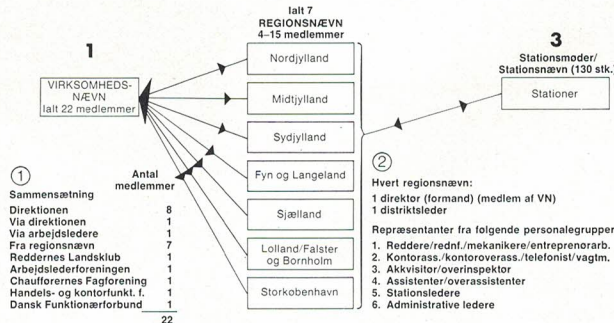 Ialt 7
REGIONSNÆVN
4–15 medlemmer
1
VIRKSOMHEDS-
NÆVN
Ialt 22 medlemmer
Nordjylland
Midtjylland
Sydjylland
Fyn og Langeland
Sjælland
Lolland/Falster
og Bornholm
Storkøbenhavn
3
Stationsmøder/
Stationsnævn (130 stk.)
Stationer
1
Sammensætning
Antal
medlemmer
Direktionen 8
Via direktionen 1
Via arbejdsledere 1
Fra regionsnævn 7
Reddernes Landsklub 1
Arbejdslederforeningen 1
Chaufførernes Fagforening 1
Handels- og kontorfunkt. f. 1
Dansk Funktionærforbund 1
22
2
Hvert regionsnævn:
1 direktør (formand) (medlem af VN)
1 distriktsleder
Repræsentanter fra følgende personalegrupper
1. Reddere/rednf./mekanikere/entreprenørarb.
2. Kontorass./kontoroverass./telefonist/vagtm.
3. Akkvisitør/overinspektør
4. Assistenter/overassistenter
5. Stationsledere
6. Administrative ledere